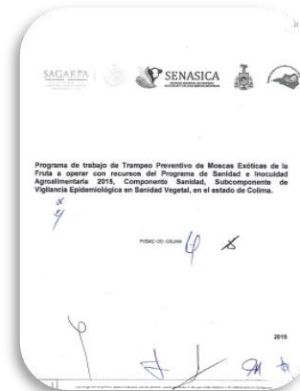 SAGARPA
SENASICA
Programa de trabajo de Trampeo Preventivo de Moscas Exóticas de la
Fruta a operar con recursos del Programa de Sanidad e Inocuidad
Agroalimentaria 2015, Componente Sanidad, Subcomponente de
Vigilancia Epidemiológica en Sanidad Vegetal, en el estado de Colima.
2015